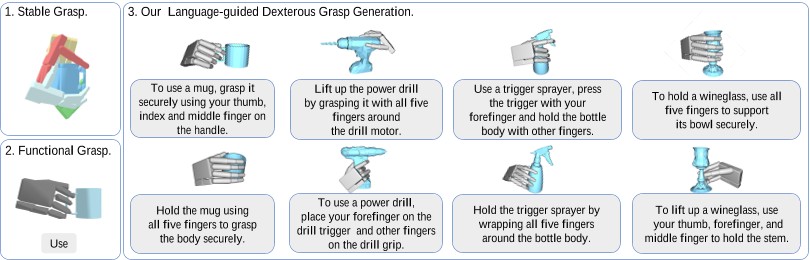 1. Stable Grasp.
2. Functional Grasp.
Use
3. Our Language-guided Dexterous Grasp Generation.
To use a mug, grasp it
securely using your thumb,
index and middle finger on
the handle.
Lift up the power drill
by grasping it with all five
fingers around
the drill motor.
Use a trigger sprayer, press
the trigger with your
forefinger and hold the bottle
body with other fingers.
To hold a wineglass, use all
five fingers to support
its bowl securely.
Hold the mug using
all five fingers to grasp
the body securely.
To use a power drill,
place your forefinger on the
drill trigger and other fingers
on the drill grip.
Hold the trigger sprayer by
wrapping all five fingers
around the bottle body.
To lift up a wineglass, use
your thumb, forefinger, and
middle finger to hold the stem.